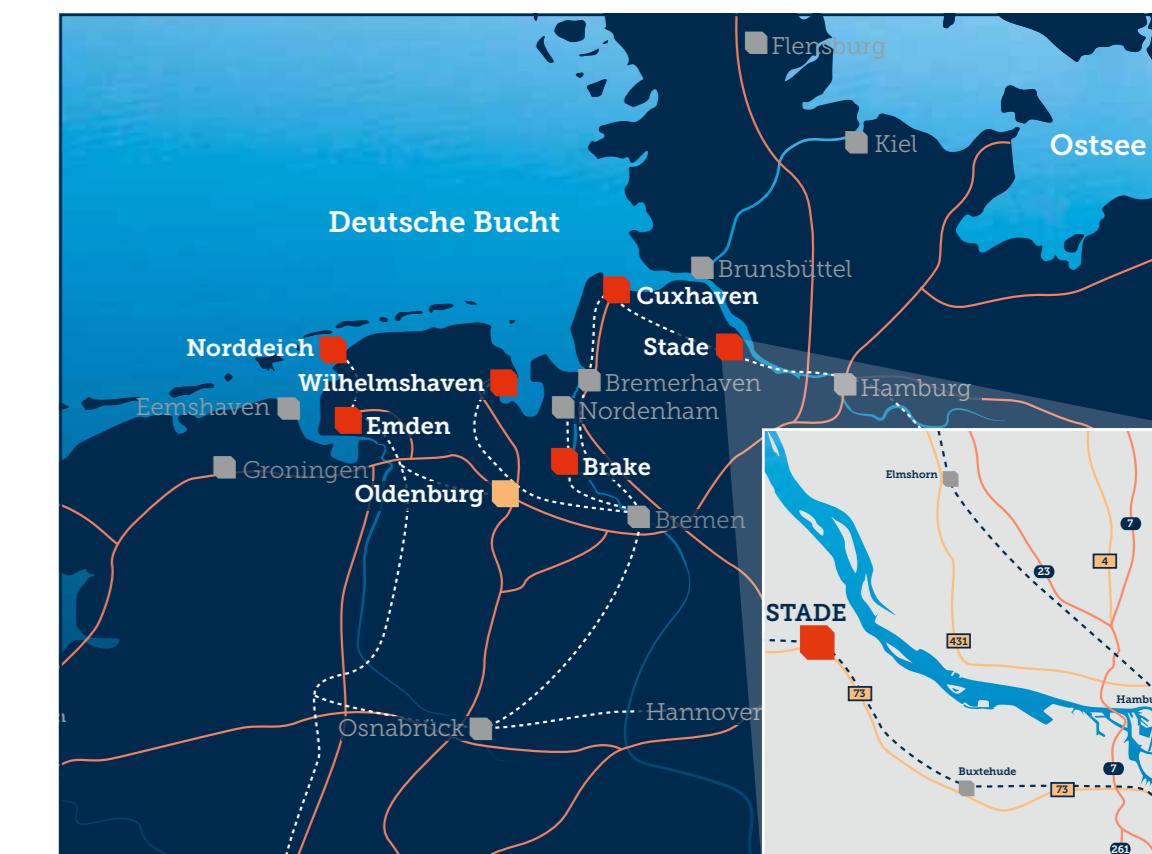 Flensburg
Kiel
Ostsee
Deutsche Bucht
Brunsbüttel
Cuxhaven
Norddeich
Stade
Wilhelmshaven
Bremerhaven
Hamburg
Eemshaven
Nordenham
Emden
Groningen
Brake
Oldenburg
Bremen
Elmshorn
7
4
23
STADE
431
73
Hambu
Hannover
Osnabrück
7
Buxtehude
73
261